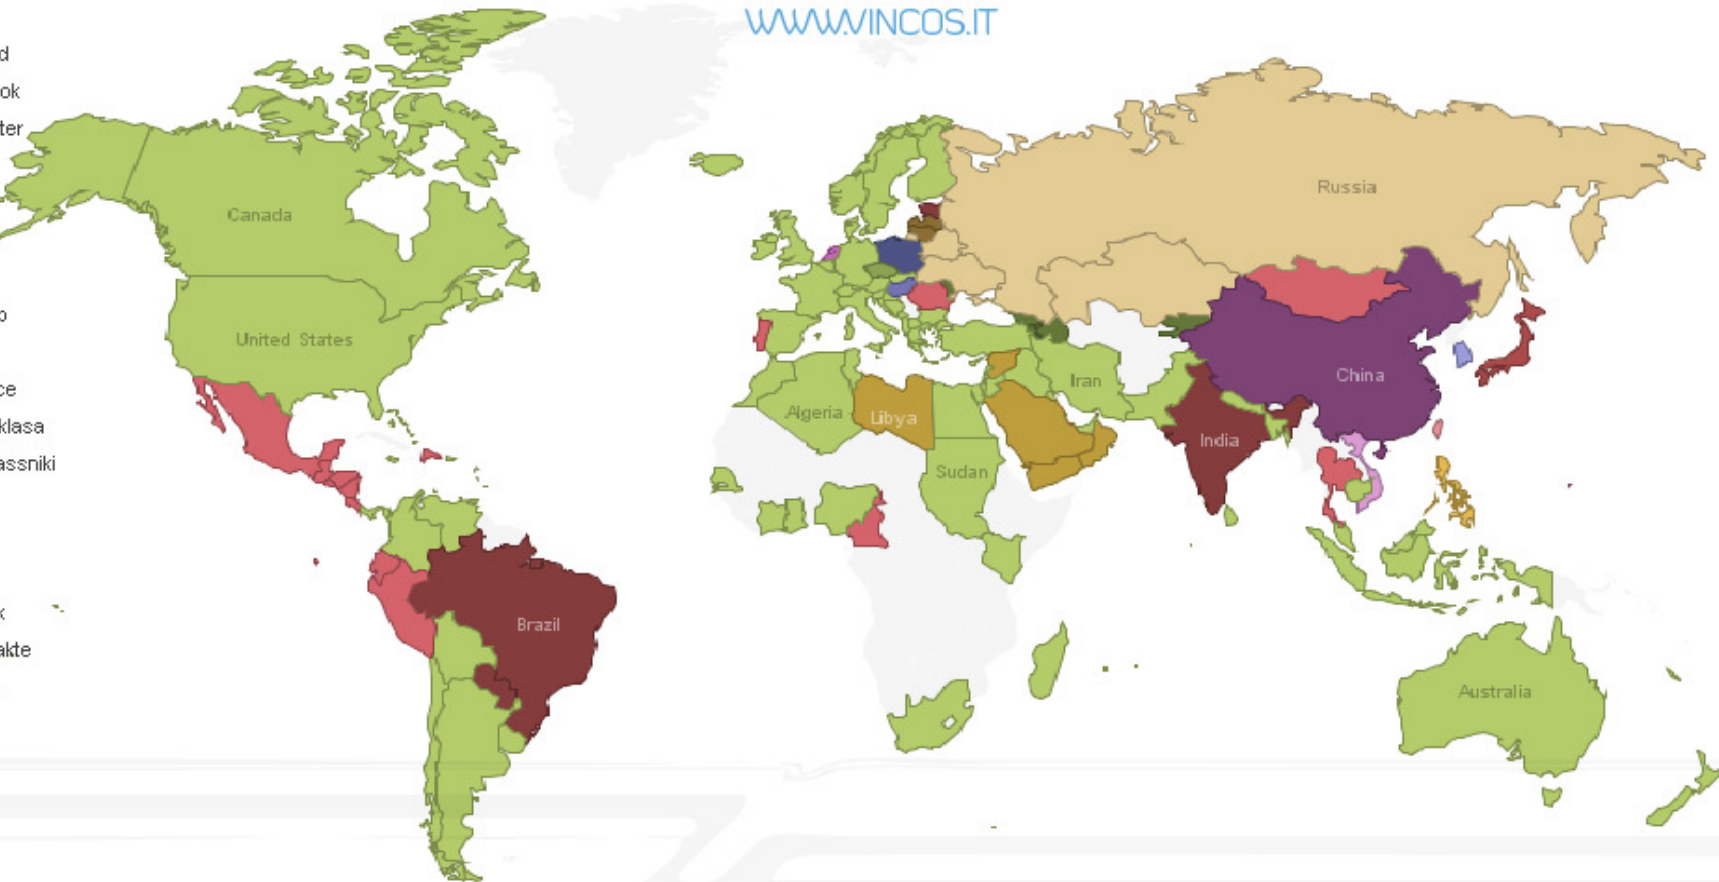 WWW.VINCOS.IT
d
ok
ter
Canada
Russia
o
United States
ce
China
Iran
Algeria
Libya
klasa
India
assniki
Sudan
x
Brazil
akte
Australia